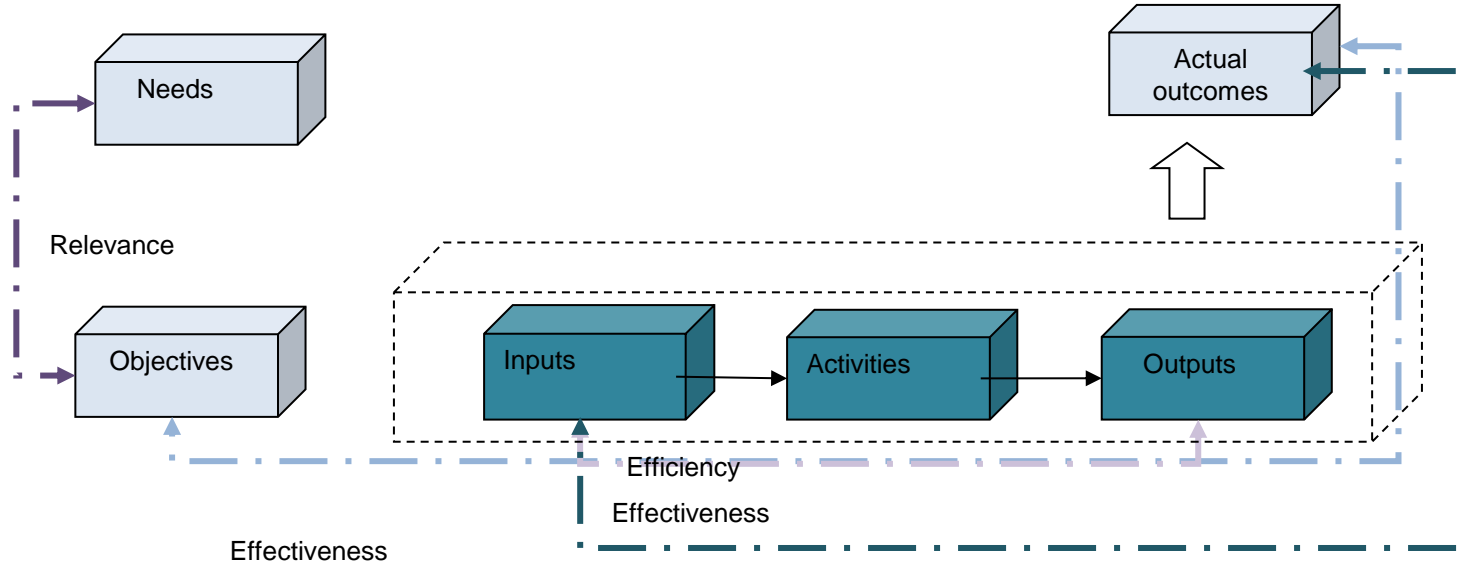 Needs
Actual
outcomes
Relevance
Objectives
Inputs
Activities
Outputs
Efficiency
Effectiveness
Effectiveness